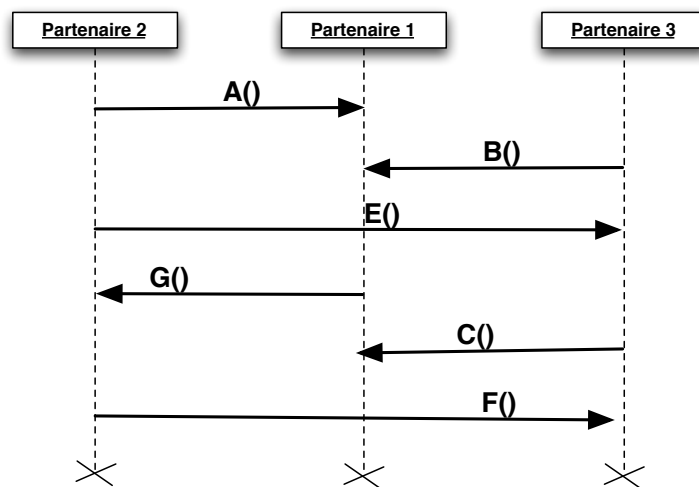 Partenaire 2
Partenaire 1
Partenaire 3
A()
B()
E()
G()
C()
F()